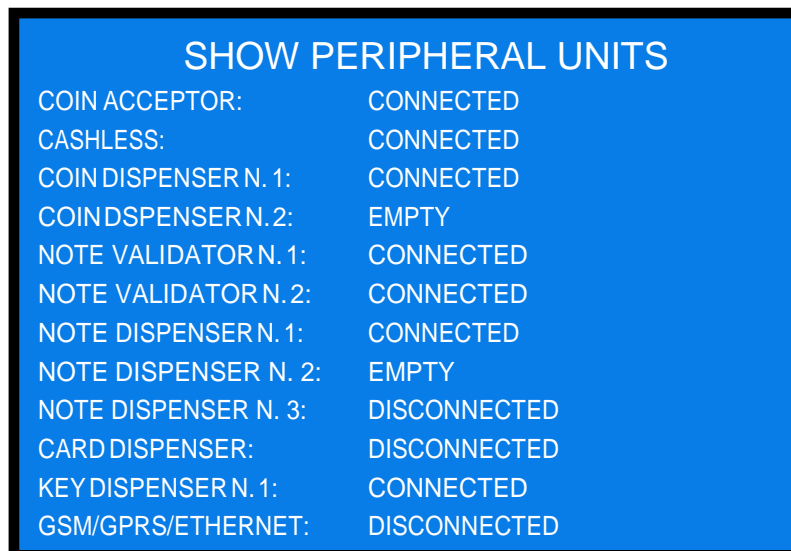 SHOW PERIPHERAL UNITS
COIN ACCEPTOR: CONNECTED
CASHLESS: CONNECTED
COIN DISPENSER N. 1: CONNECTED
COIN DSPENSER N. 2: EMPTY
NOTE VALIDATOR N. 1: CONNECTED
NOTE VALIDATOR N. 2: CONNECTED
NOTE DISPENSER N. 1: CONNECTED
NOTE DISPENSER N. 2: EMPTY
NOTE DISPENSER N. 3: DISCONNECTED
CARD DISPENSER: DISCONNECTED
KEY DISPENSER N. 1: CONNECTED
GSM/GPRS/ETHERNET: DISCONNECTED